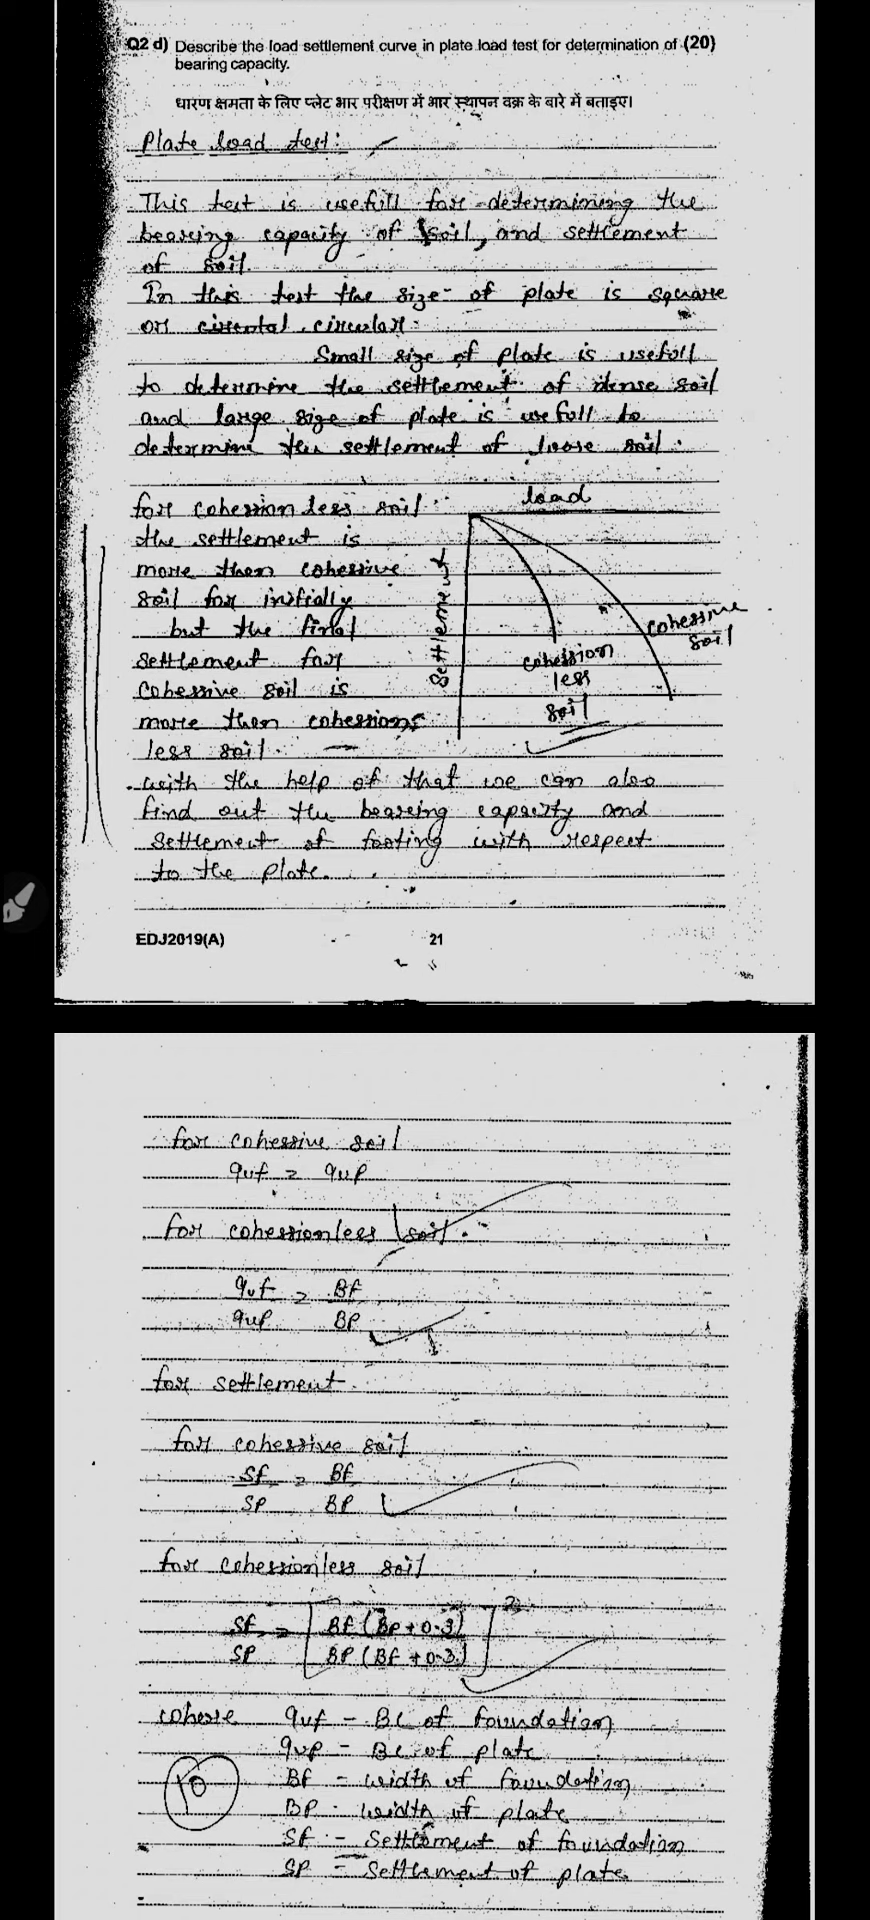 Q2 d) Describe the load settlement curve in plate load test for determination of (20)
bearing capacity.
धारण क्षमता के लिए प्लेट भार परीक्षण में भार स्थापन वक्र के बारे में बताइए।
Plate load test:
This test is usefull for determining the
bearing capacity of soil, and settlement
of soil.
In this test the size of plate is square
or circular.
Small size of plate is usefull
to determine the settlement of dense soil
and large size of plate is usefull to
determine the settlement of loose soil.
for cohession less soil
the settlement is
more then cohessive
soil for initially
but the final
settlement for
cohessive soil is
more then cohession
less soil.
load
settlement
cohessive
soil
cohession
less
soil
with the help of that we can also
find out the bearing capacity and
settlement of footing with respect
to the plate.
EDJ2019(A)
21
for cohessive soil
quf = qup
for cohessionless soil.
quf = Bf
qup BP
for settlement
for cohessive soil
Sf = Bf
SP BP
for cohessionless soil
Sf = [ Bf (Bp + 0.3)
SP BP (Bf + 0.3) ]2
where quf - BC of foundation
qup - BC of plate
Bf - width of foundation
BP - width of plate
10
Sf - Settlement of foundation
SP - Settlement of plate